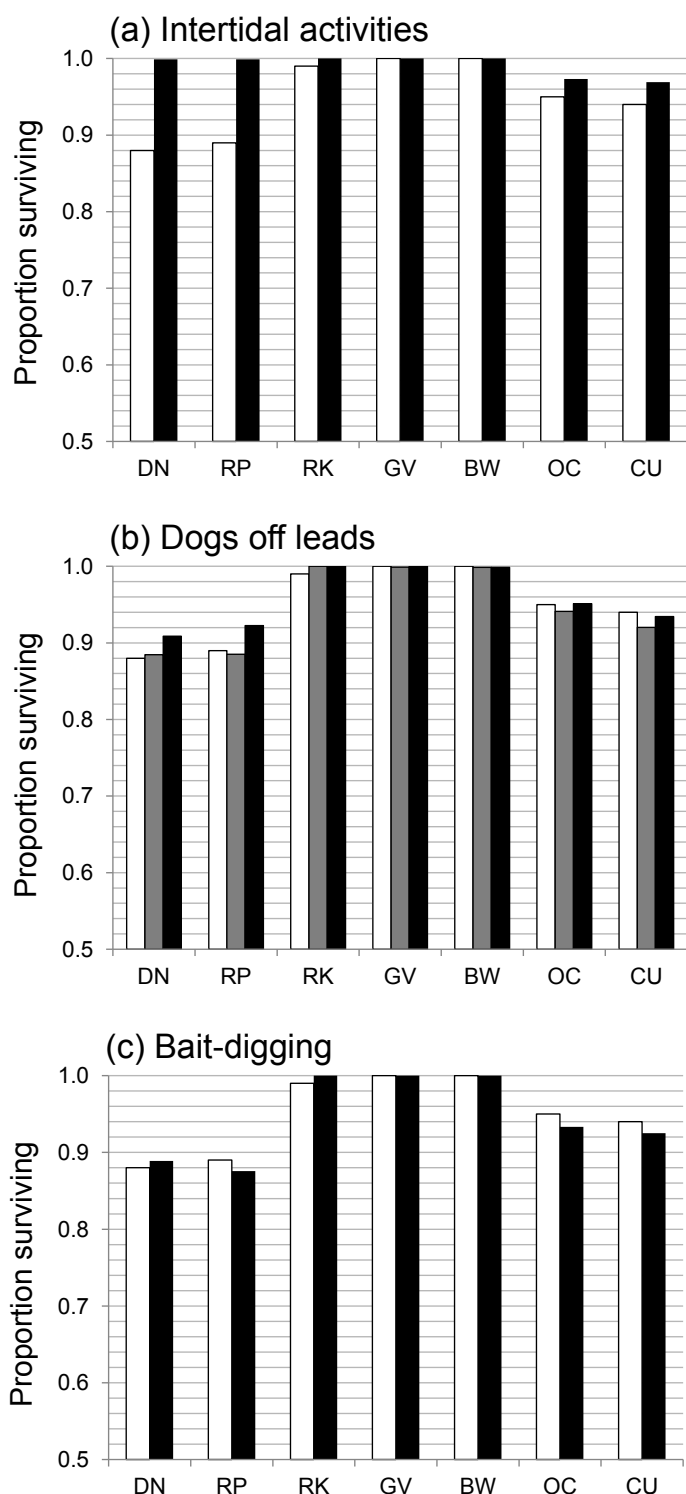 (a) Intertidal activities
Proportion surviving
1.0
0.9
0.8
0.7
0.6
0.5
DN RP RK GV BW OC CU
(b) Dogs off leads
Proportion surviving
1.0
0.9
0.8
0.7
0.6
0.5
DN RP RK GV BW OC CU
(c) Bait-digging
Proportion surviving
1.0
0.9
0.8
0.7
0.6
0.5
DN RP RK GV BW OC CU